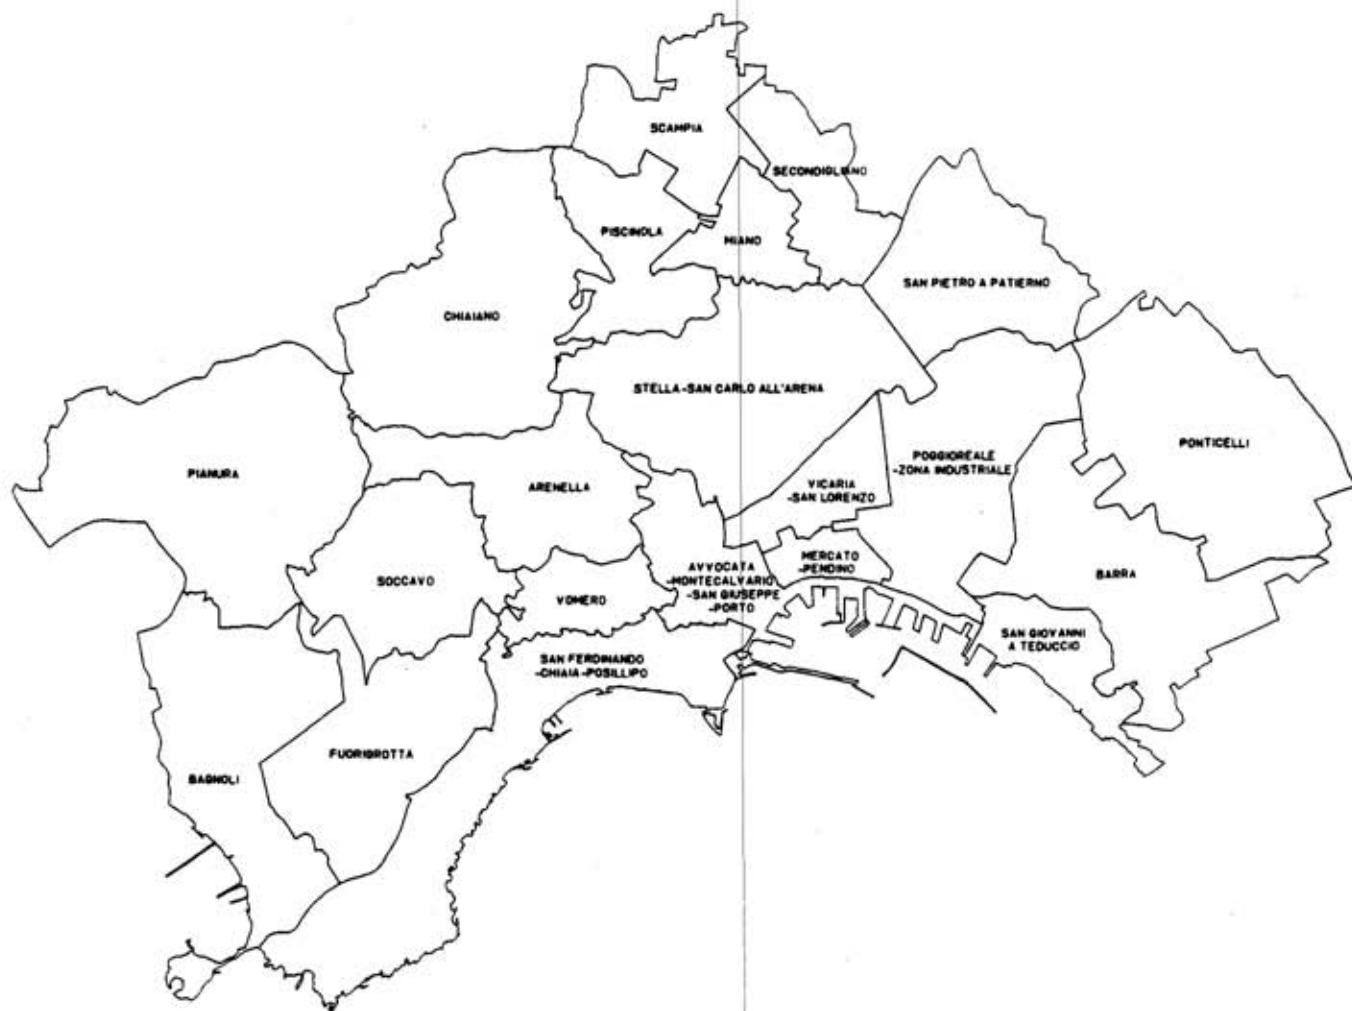 SCAMPIA
SECONDIGLIANO
PISCINOLA
MIANO
SAN PIETRO A PATIERNO
CHIAIANO
STELLA-SAN CARLO ALL'ARENA
PONTICELLI
PIANURA
POGGIOREALE
-ZONA INDUSTRIALE
ARENELLA
VICARIA
-SAN LORENZO
MERCATO
-PENDINO
AVVOCATA
-MONTECALVARIO
-SAN GIUSEPPE
-PORTO
BARRA
SOCCAVO
VOMERO
SAN GIOVANNI
A TEDUCCIO
SAN FERDINANDO
-CHIAIA-POSILLIPO
FUORIGROTTA
BAGNOLI